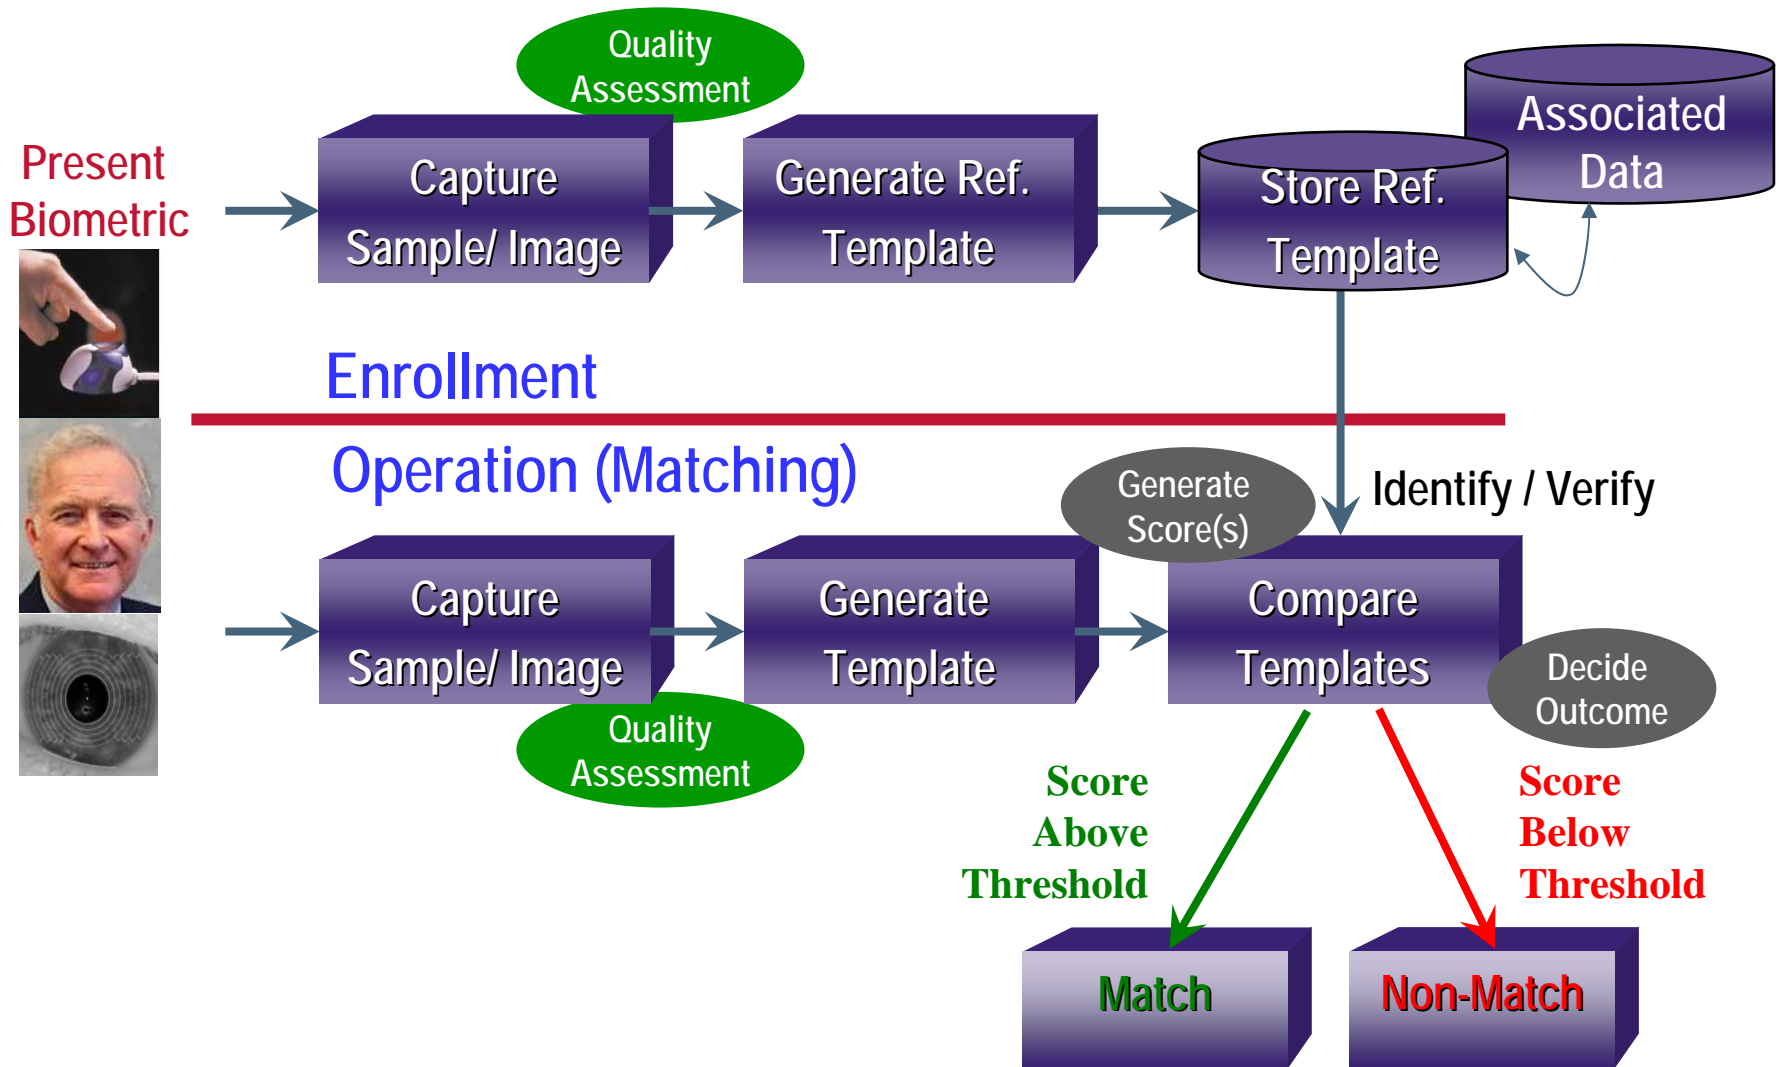 Quality
Assessment
Associated
Data
Present
Biometric
Capture
Sample/ Image
Generate Ref.
Template
Store Ref.
Template
Enrollment
Operation (Matching)
Generate
Score(s)
Identify / Verify
Capture
Sample/ Image
Generate
Template
Compare
Templates
Decide
Outcome
Quality
Assessment
Score
Above
Threshold
Score
Below
Threshold
Match
Non-Match